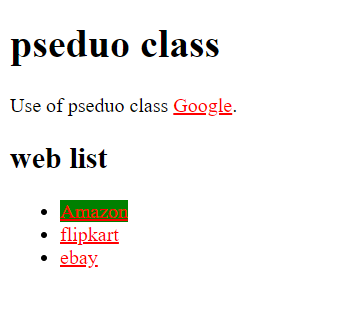 pseduo class
Use of pseduo class Google.
web list
Amazon
flipkart
ebay